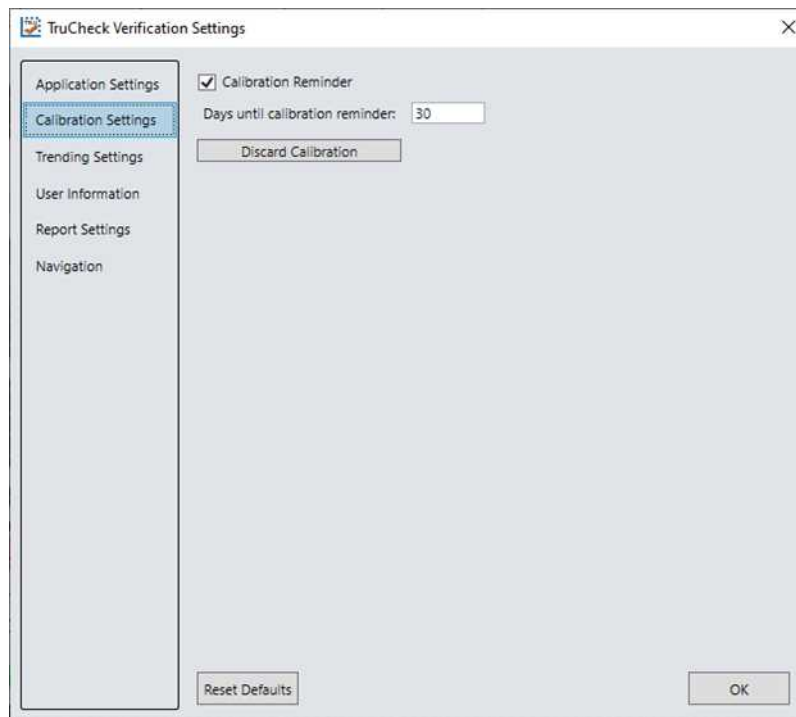 TruCheck Verification Settings
Application Settings
Calibration Settings
Trending Settings
User Information
Report Settings
Navigation
Calibration Reminder
Days until calibration reminder: 30
Discard Calibration
Reset Defaults
OK